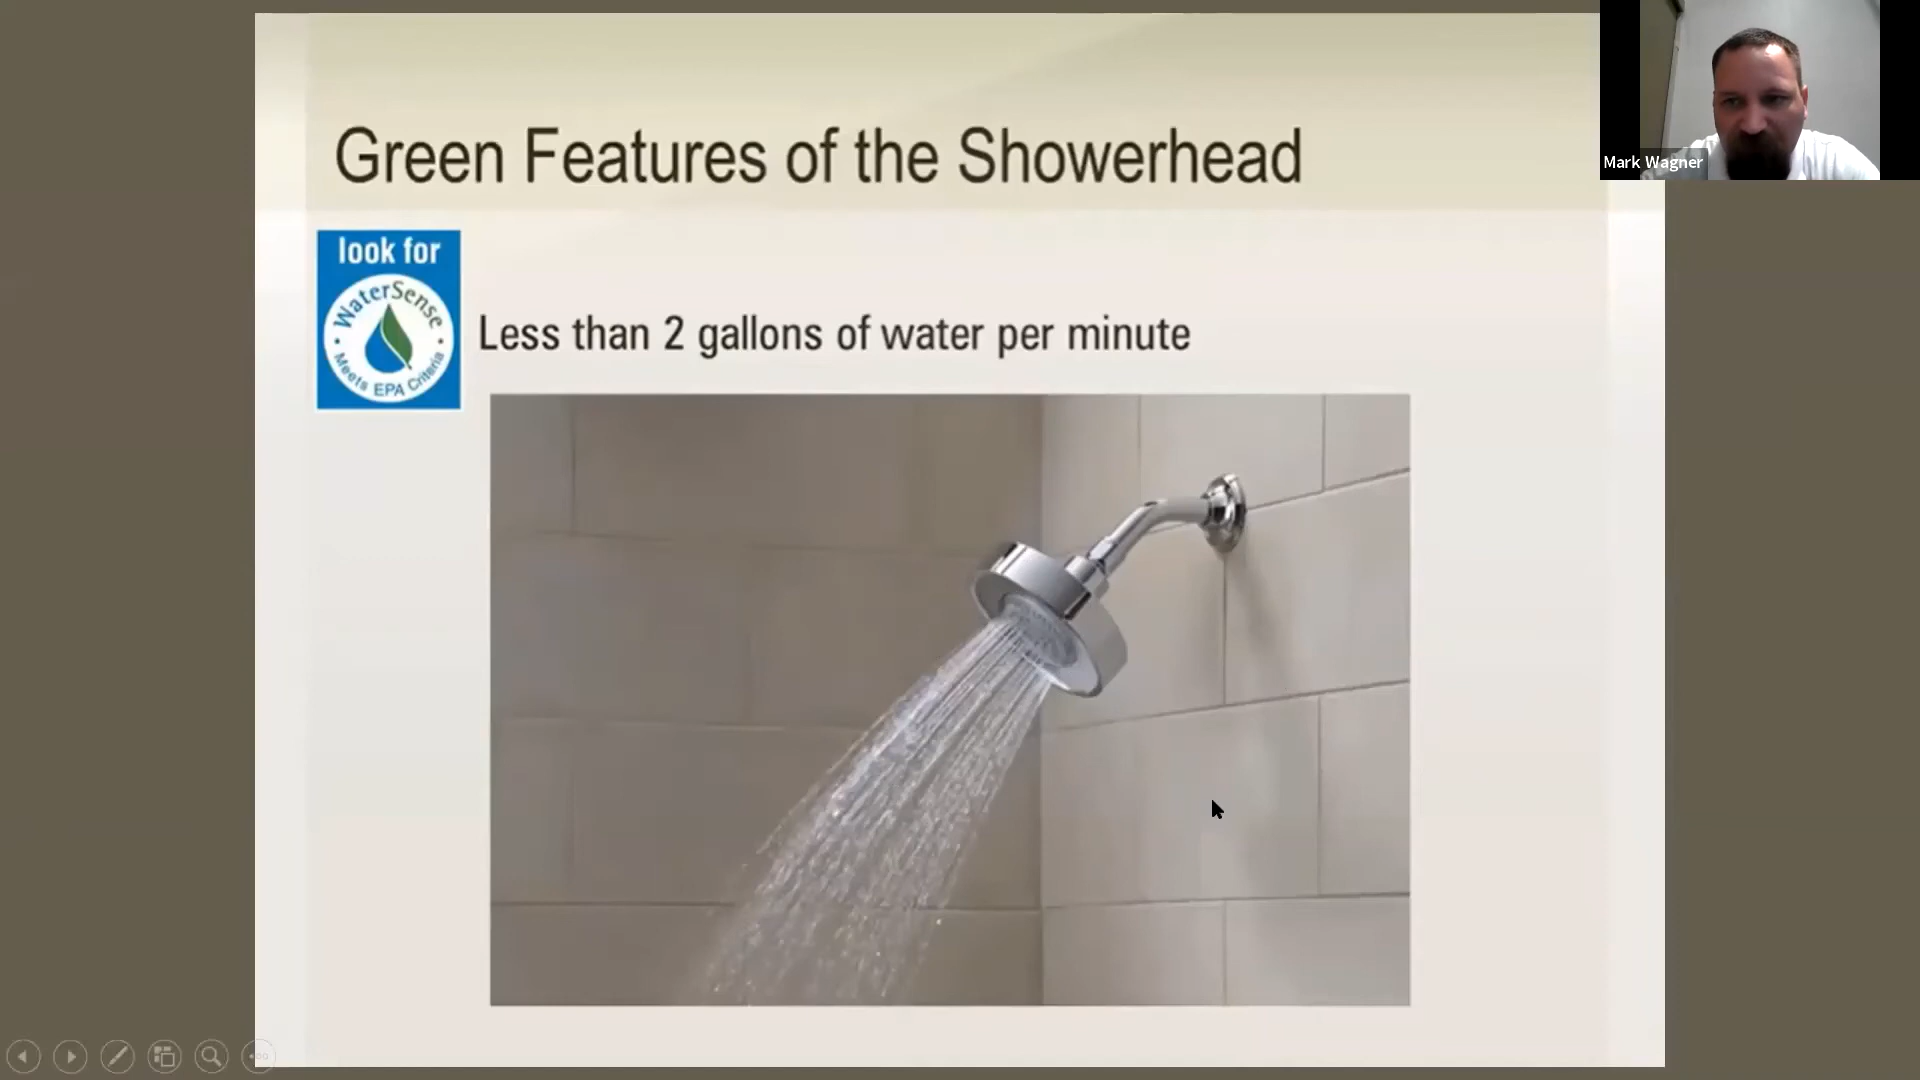 Green Features of the Showerhead
Mark Wagner
look for
WaterSense
Meets EPA Criteria
Less than 2 gallons of water per minute